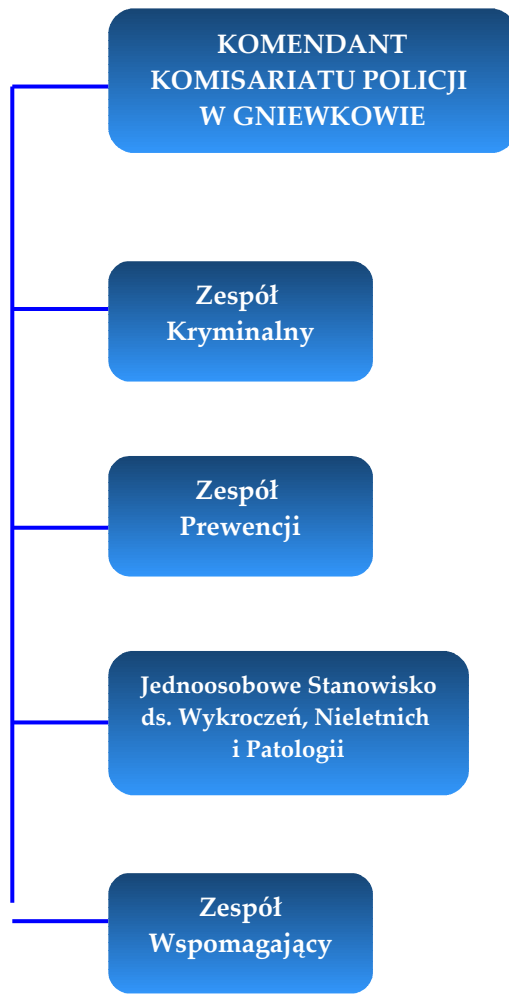 KOMENDANT
KOMISARIATU POLICJI
W GNIEWKOWIE
Zespół
Kryminalny
Zespół
Prewencji
Jednoosobowe Stanowisko
ds. Wykroczeń, Nieletnich
i Patologii
Zespół
Wspomagający